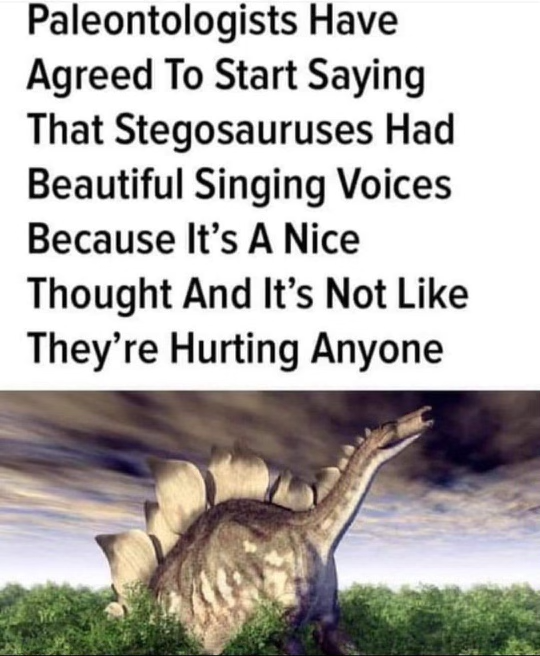 Paleontologists Have
Agreed To Start Saying
That Stegosauruses Had
Beautiful Singing Voices
Because It’s A Nice
Thought And It’s Not Like
They’re Hurting Anyone